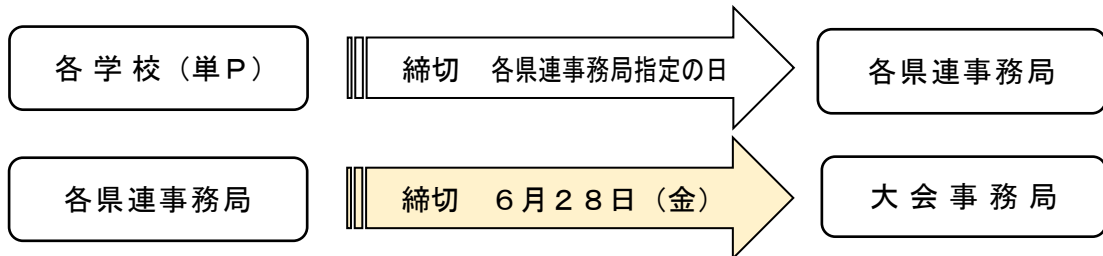 各学校（単Ｐ）
締切　各県連事務局指定の日
各県連事務局
各県連事務局
締切　６月２８日（金）
大会事務局